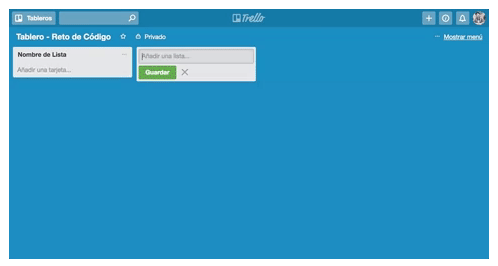 Tableros
Trello
Tablero - Reto de Código
Privado
Mostrar menú
Nombre de Lista
Añadir una tarjeta...
Añadir una lista...
Guardar